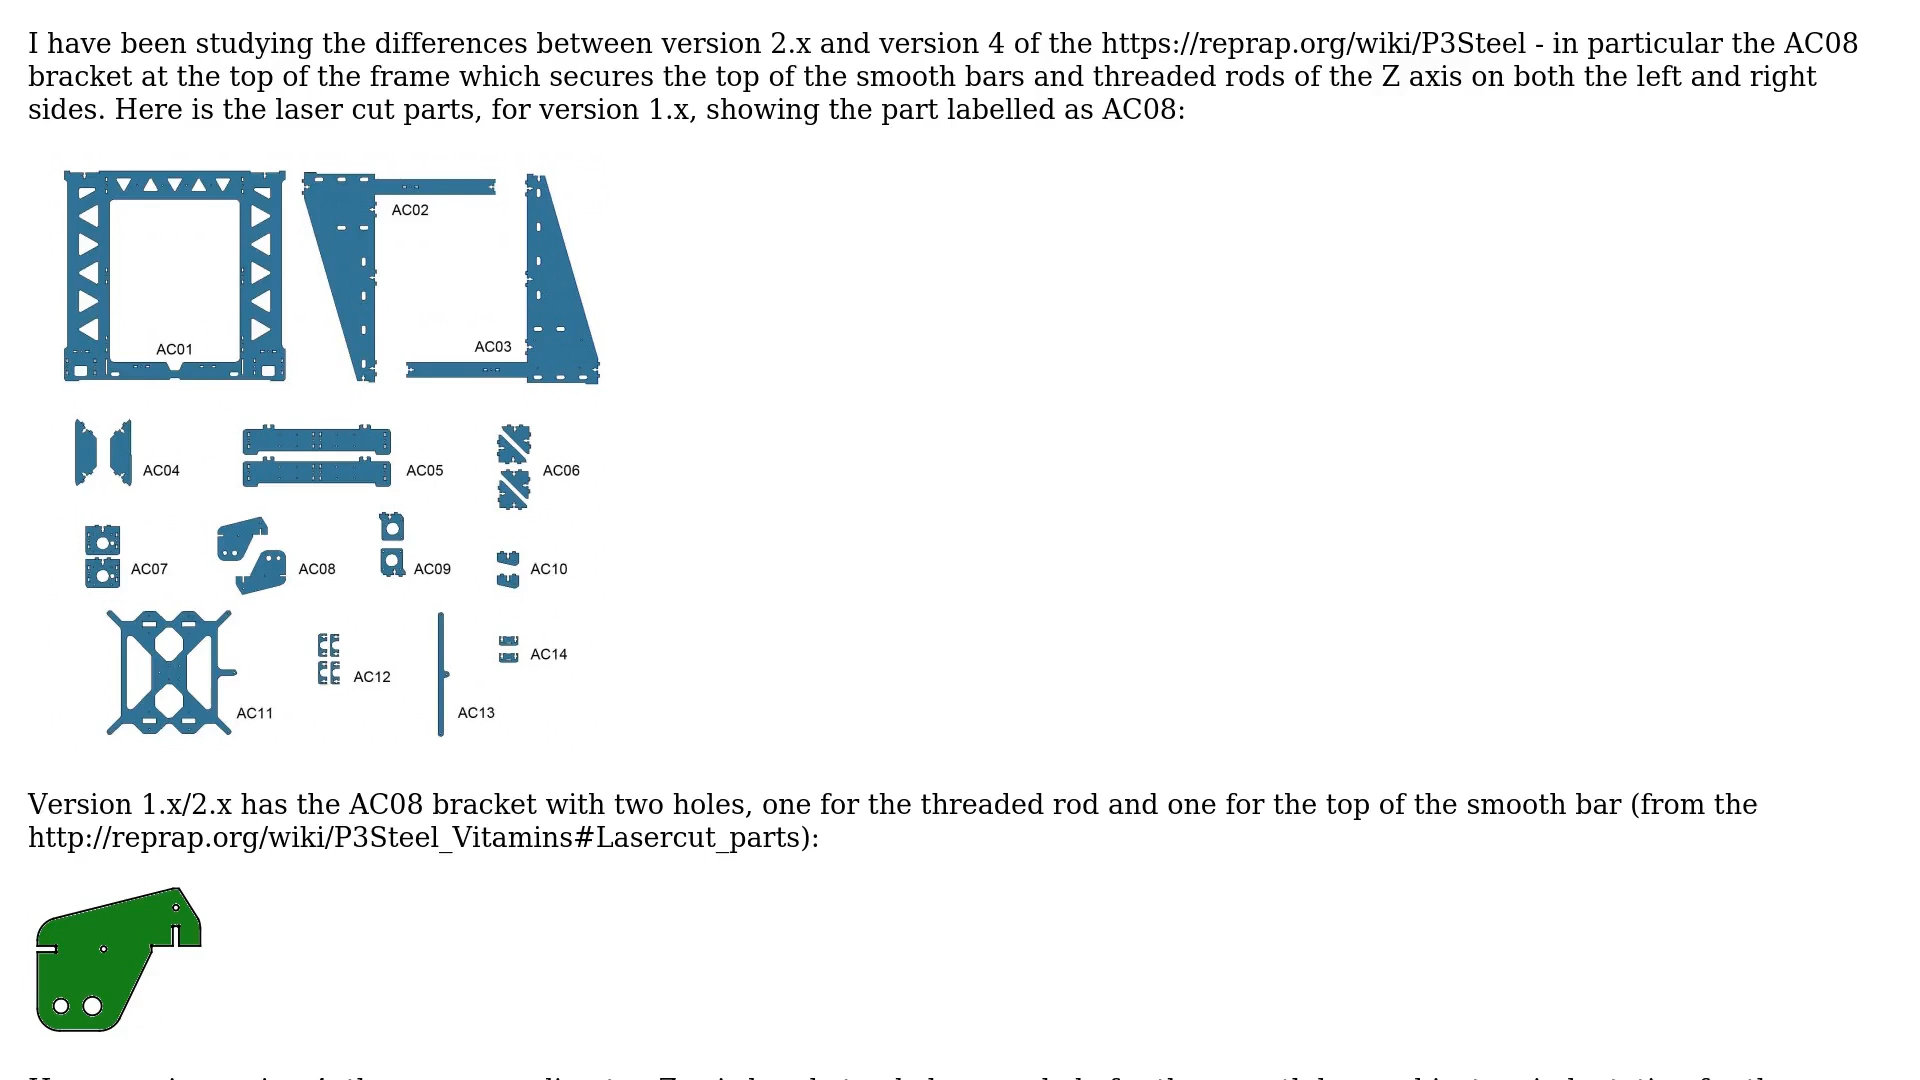 I have been studying the differences between version 2.x and version 4 of the https://reprap.org/wiki/P3Steel - in particular the AC08
bracket at the top of the frame which secures the top of the smooth bars and threaded rods of the Z axis on both the left and right
sides. Here is the laser cut parts, for version 1.x, showing the part labelled as AC08:
AC02
AC01
AC03
AC04
AC05
AC06
AC07
AC08
AC09
AC10
AC11
AC12
AC13
AC14
Version 1.x/2.x has the AC08 bracket with two holes, one for the threaded rod and one for the top of the smooth bar (from the
http://reprap.org/wiki/P3Steel_Vitamins#Lasercut_parts):